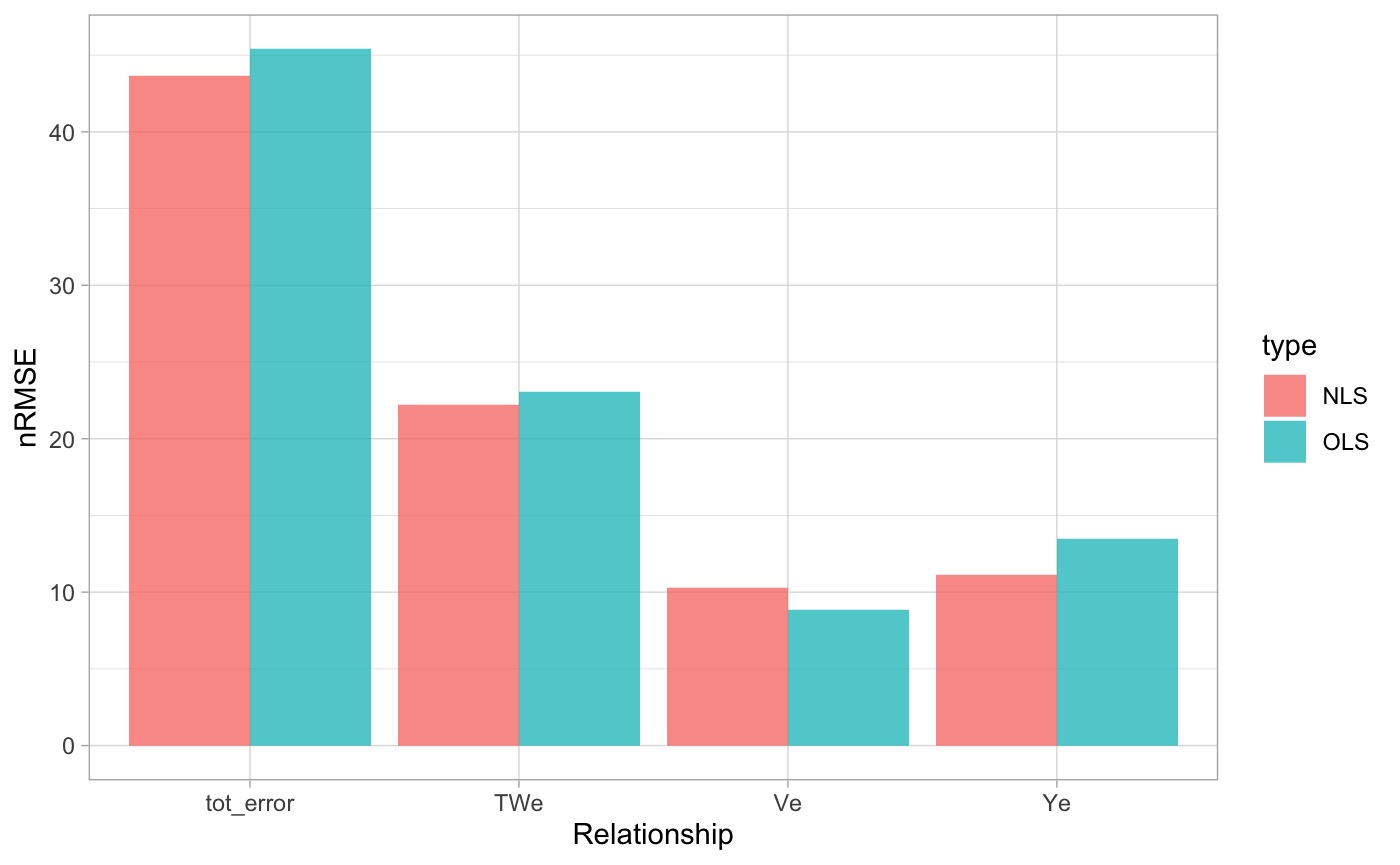 nRMSE
40
30
20
10
0
tot_error TWe Ve Ye
Relationship
type
NLS
OLS